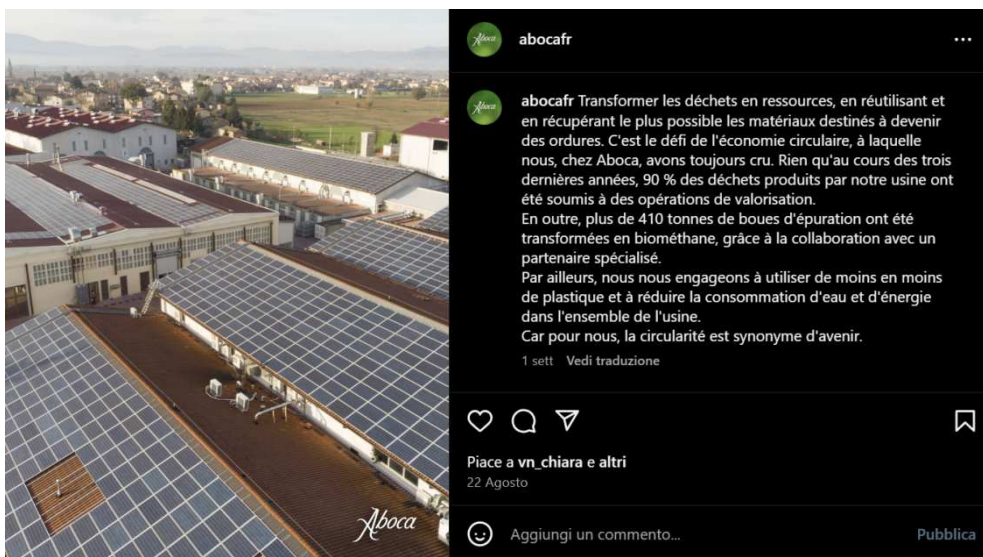 Aboca
abocafr
Aboca
abocafr Transformer les déchets en ressources, en réutilisant et
en récupérant le plus possible les matériaux destinés à devenir
des ordures. C'est le défi de l'économie circulaire, à laquelle
nous, chez Aboca, avons toujours cru. Rien qu'au cours des trois
dernières années, 90 % des déchets produits par notre usine ont
été soumis à des opérations de valorisation.
En outre, plus de 410 tonnes de boues d'épuration ont été
transformées en biométhane, grâce à la collaboration avec un
partenaire spécialisé.
Par ailleurs, nous nous engageons à utiliser de moins en moins
de plastique et à réduire la consommation d'eau et d'énergie
dans l'ensemble de l'usine.
Car pour nous, la circularité est synonyme d'avenir.
1 sett Vedi traduzione
Piace a vn_chiara e altri
22 Agosto
Aggiungi un commento...
Pubblica
Aboca